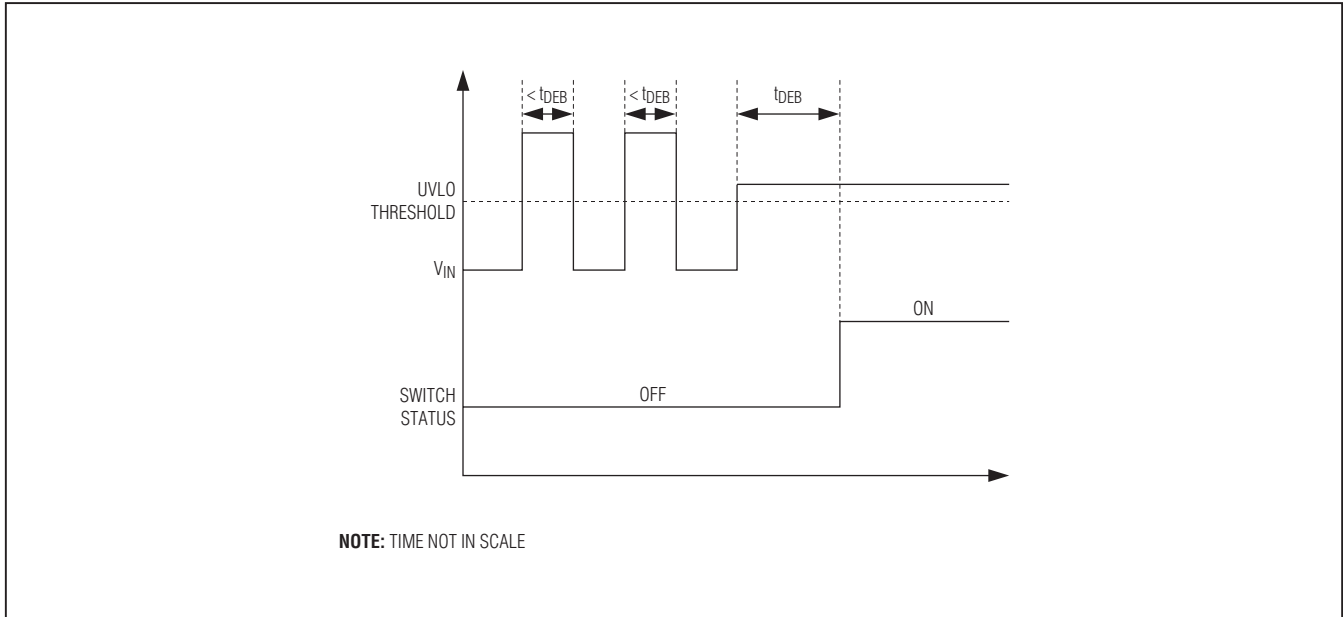 < tDEB
< tDEB
tDEB
UVLO
THRESHOLD
VIN
ON
SWITCH
STATUS
OFF
NOTE: TIME NOT IN SCALE